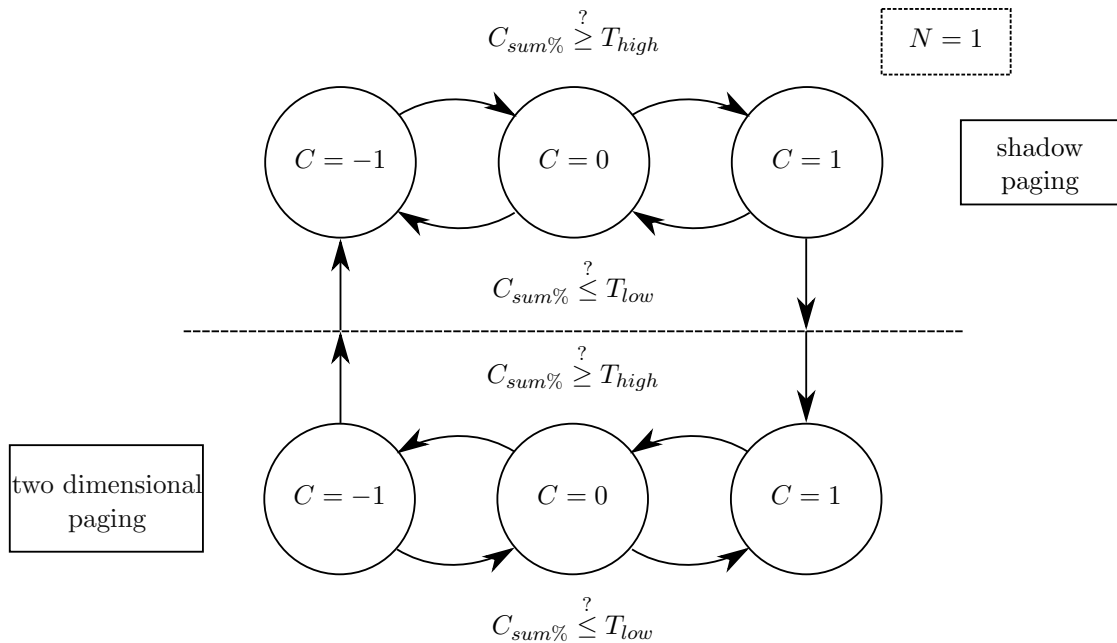 C_{sum%} ≥? T_{high}
N = 1
C = −1
C = 0
C = 1
shadow
paging
C_{sum%} ≤? T_{low}
C_{sum%} ≥? T_{high}
two dimensional
paging
C = −1
C = 0
C = 1
C_{sum%} ≤? T_{low}